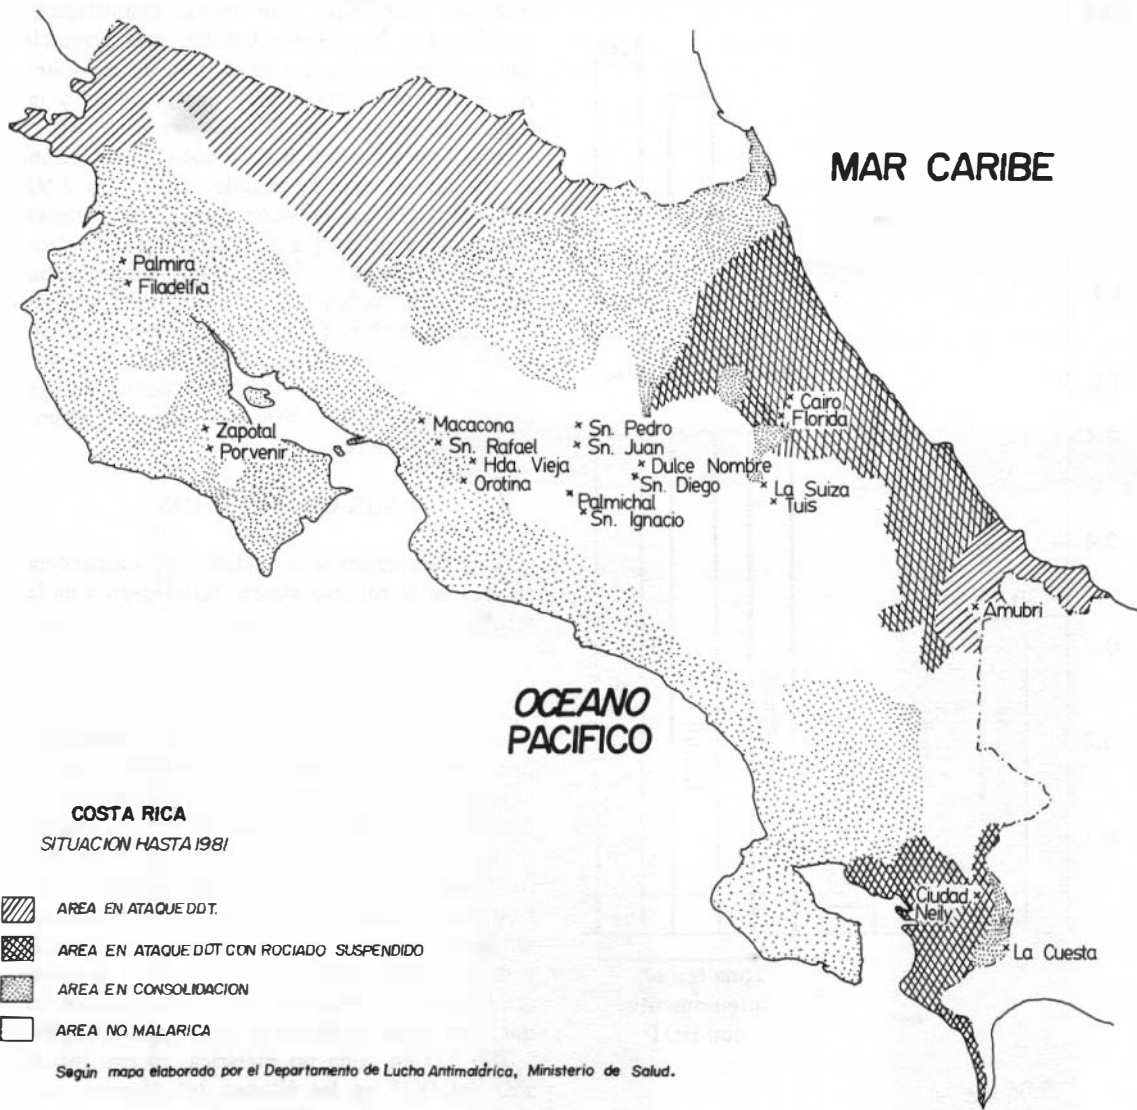 MAR CARIBE
Palmira
Filadelfia
Zapotal
Porvenir
Macacona
Sn. Rafael
Hda. Vieja
Orotina
Sn. Pedro
Sn. Juan
Dulce Nombre
Sn. Diego
Palmichal
Sn. Ignacio
Cairo
Florida
La Suiza
Tuis
Amubri
OCEANO
PACIFICO
Ciudad
Neily
La Cuesta
COSTA RICA
SITUACION HASTA 1981
AREA EN ATAQUE DDT.
AREA EN ATAQUE DDT CON ROCIADO SUSPENDIDO
AREA EN CONSOLIDACION
AREA NO MALARICA
Según mapa elaborado por el Departamento de Lucha Antimalárica, Ministerio de Salud.